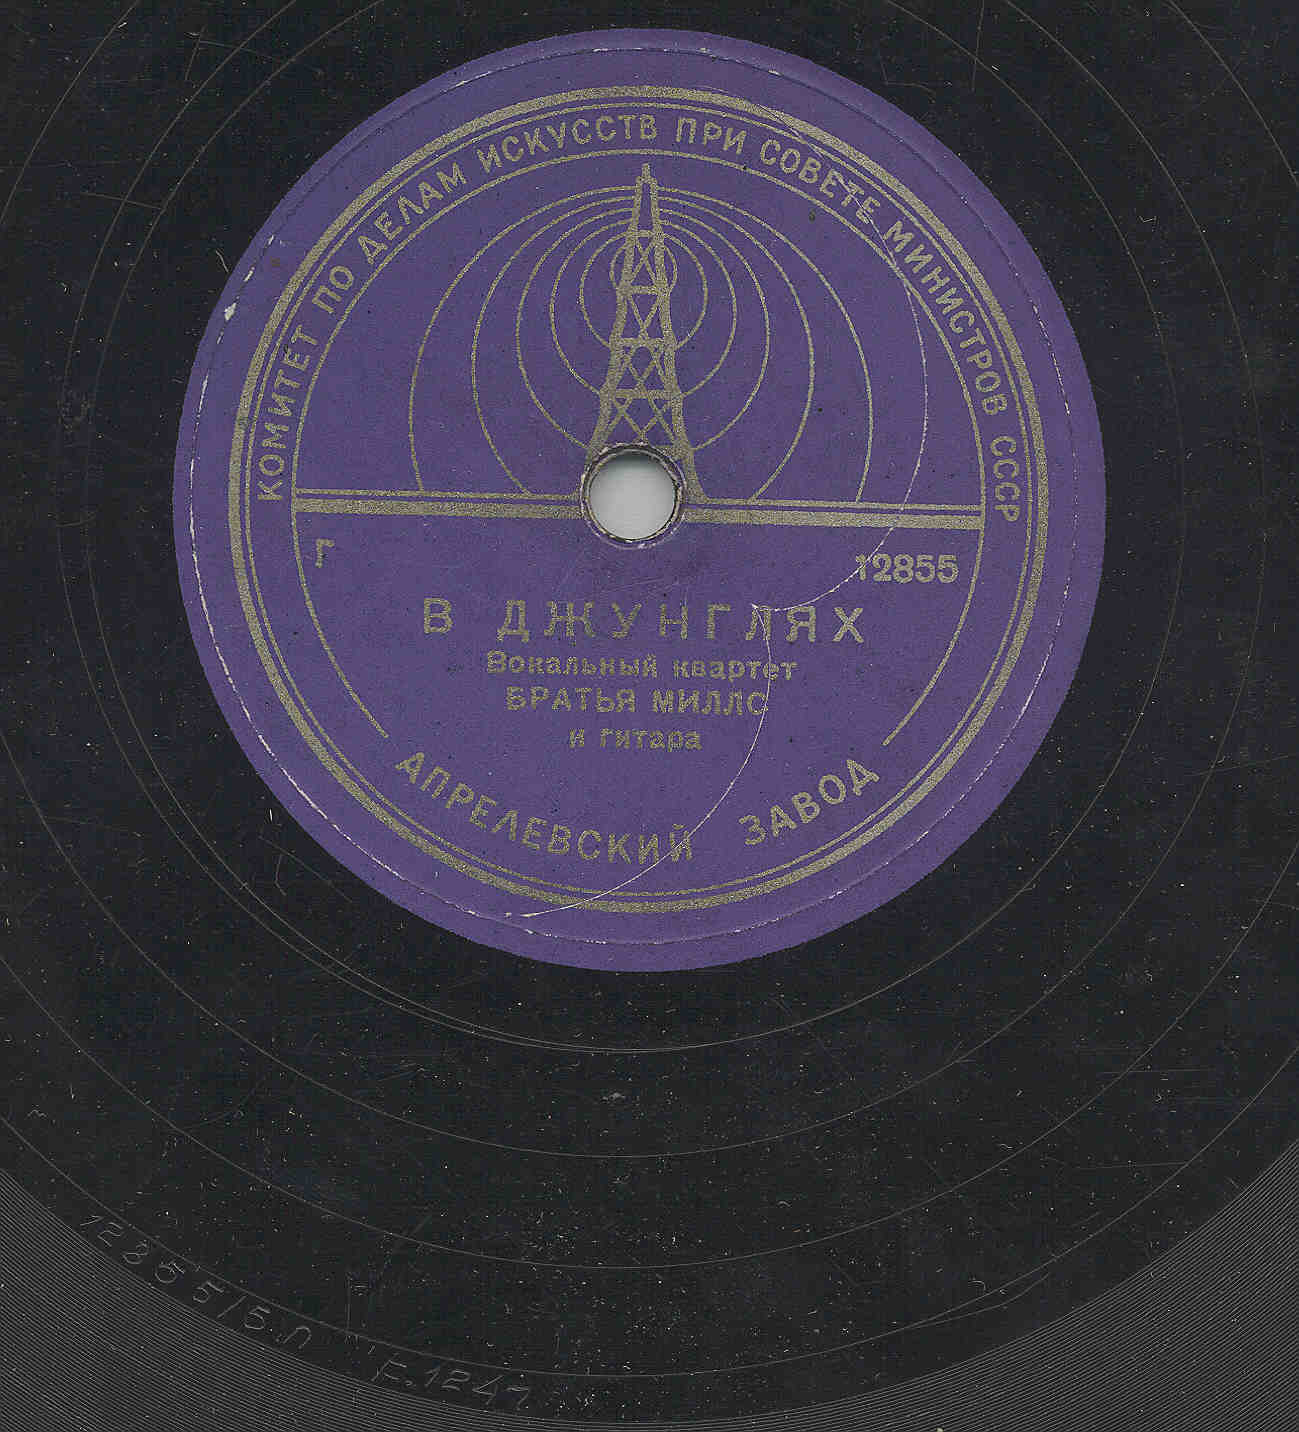 КОМИТЕТ ПО ДЕЛАМ ИСКУССТВ ПРИ СОВЕТЕ МИНИСТРОВ СССР
Г 12855
В ДЖУНГЛЯХ
Вокальный квартет
БРАТЬЯ МИЛЛС
и гитара
АПРЕЛЕВСКИЙ ЗАВОД
12855/5.Л Е.1247